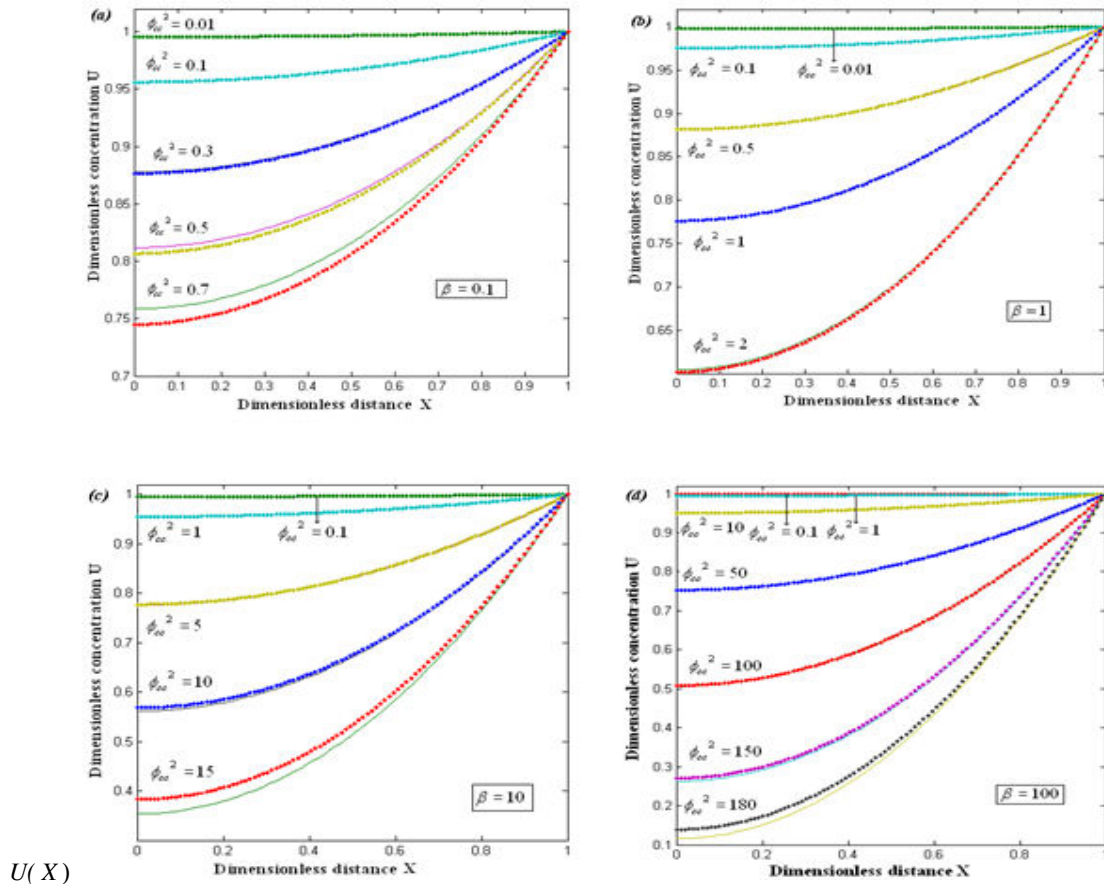 (a)
ϕee² = 0.01
ϕee² = 0.1
ϕee² = 0.3
ϕee² = 0.5
ϕee² = 0.7
β = 0.1
1
0.95
0.9
0.85
0.8
0.75
0.7
0 0.1 0.2 0.3 0.4 0.5 0.6 0.7 0.8 0.9 1
Dimensionless distance X
Dimensionless concentration U
(b)
ϕee² = 0.1
ϕee² = 0.01
ϕee² = 0.5
ϕee² = 1
ϕee² = 2
β = 1
1
0.95
0.9
0.85
0.8
0.75
0.7
0.65
0 0.1 0.2 0.3 0.4 0.5 0.6 0.7 0.8 0.9 1
Dimensionless distance X
Dimensionless concentration U
(c)
ϕee² = 1
ϕee² = 0.1
ϕee² = 5
ϕee² = 10
ϕee² = 15
β = 10
1
0.9
0.8
0.7
0.6
0.5
0.4
0 0.2 0.4 0.6 0.8 1
Dimensionless distance X
Dimensionless concentration U
(d)
ϕee² = 10
ϕee² = 0.1
ϕee² = 1
ϕee² = 50
ϕee² = 100
ϕee² = 150
ϕee² = 180
β = 100
1
0.9
0.8
0.7
0.6
0.5
0.4
0.3
0.2
0.1
0 0.2 0.4 0.6 0.8 1
Dimensionless distance X
Dimensionless concentration U
U(X)